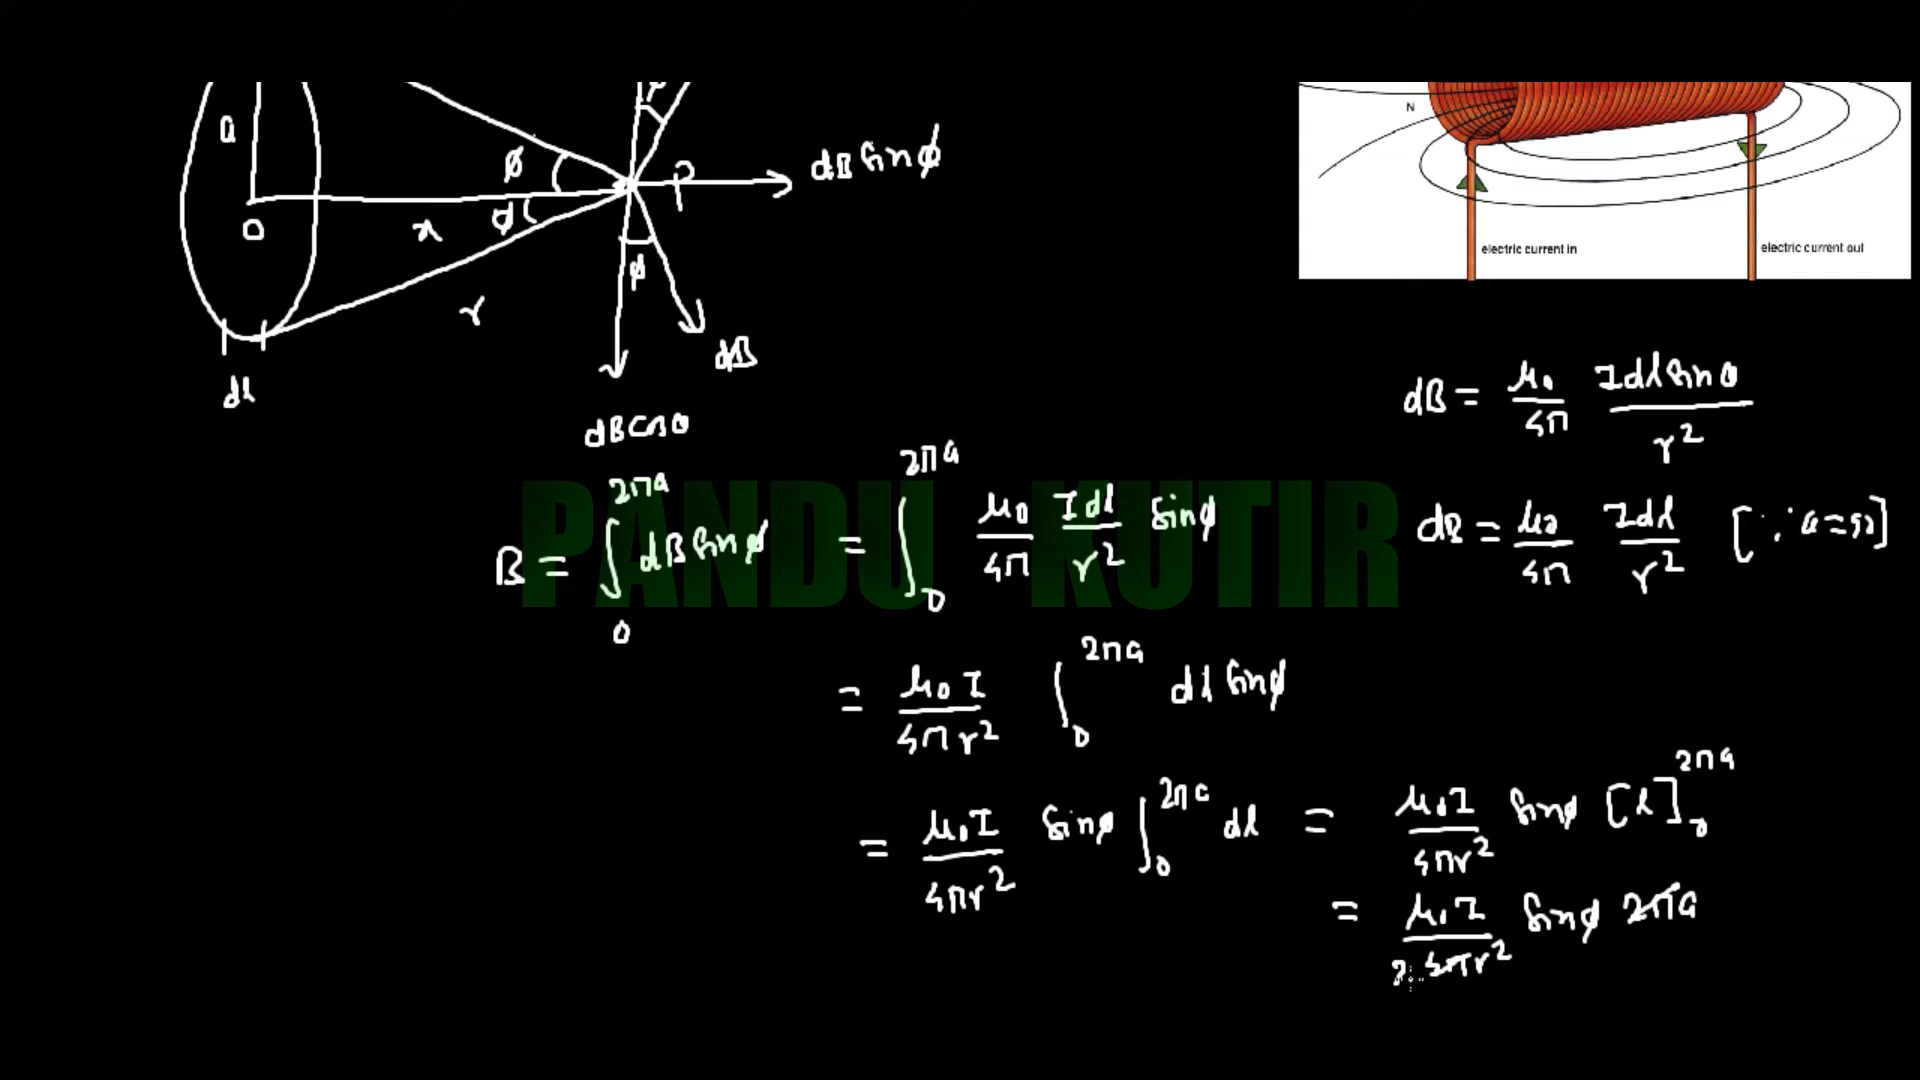 a
N
ϕ
P
dB sinϕ
O
x
ϕ
r
ϕ
electric current in
electric current out
dB
dl
dB cosθ
dB = μ₀/4π Idl sinθ/r²
B = ∫₀^2πa dB sinϕ = ∫₀^2πa μ₀/4π Idl/r² sinϕ
dB = μ₀/4π Idl/r² [∵ θ=90]
PANDU KUTIR
= μ₀I/4πr² ∫₀^2πa dl sinϕ
= μ₀I/4πr² sinϕ ∫₀^2πa dl = μ₀I/4πr² sinϕ [l]₀^2πa
= μ₀I/2 4πr² sinϕ 2πa